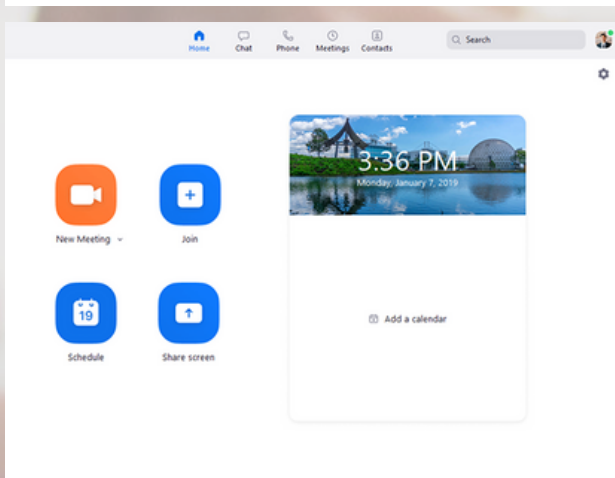 Home Chat Phone Meetings Contacts Search
3:36 PM
Monday, January 7, 2019
New Meeting Join
19
Schedule Share screen
Add a calendar